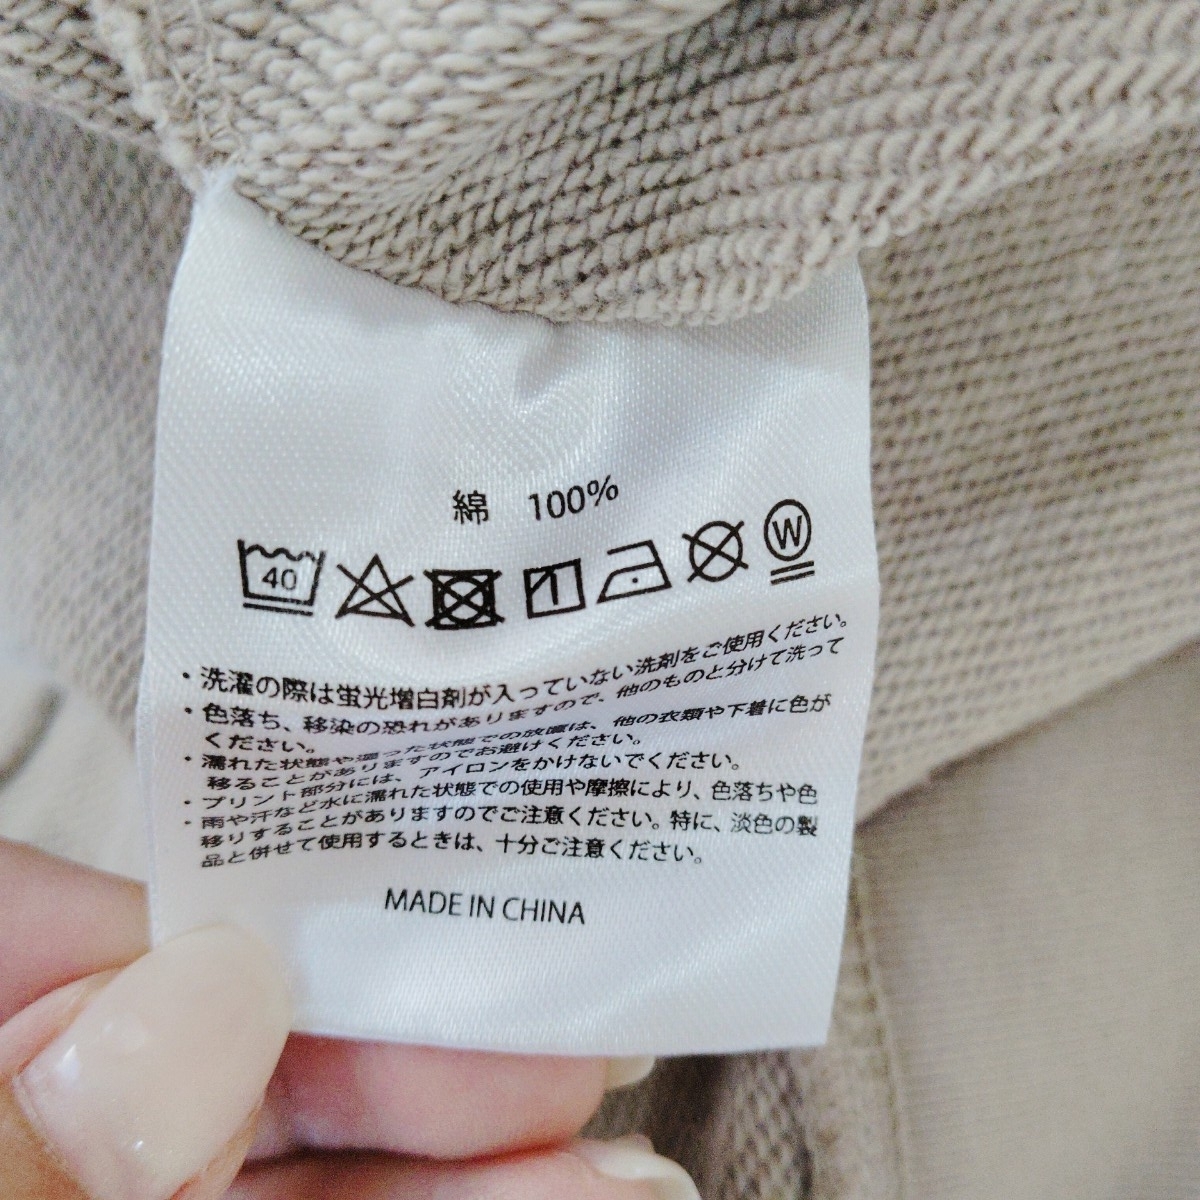 綿 100%
40 W
・洗濯の際は蛍光増白剤が入っていない洗剤をご使用ください。
・色落ち、移染の恐れがありますので、他のものと分けて洗って
ください。
・濡れた状態や湿った状態での放置は、他の衣類や下着に色が
移ることがありますのでお避けください。
・プリント部分には、アイロンをかけないでください。
・雨や汗など水に濡れた状態での使用や摩擦により、色落ちや色
移りすることがありますのでご注意ください。特に、淡色の製
品と併せて使用するときは、十分ご注意ください。
MADE IN CHINA